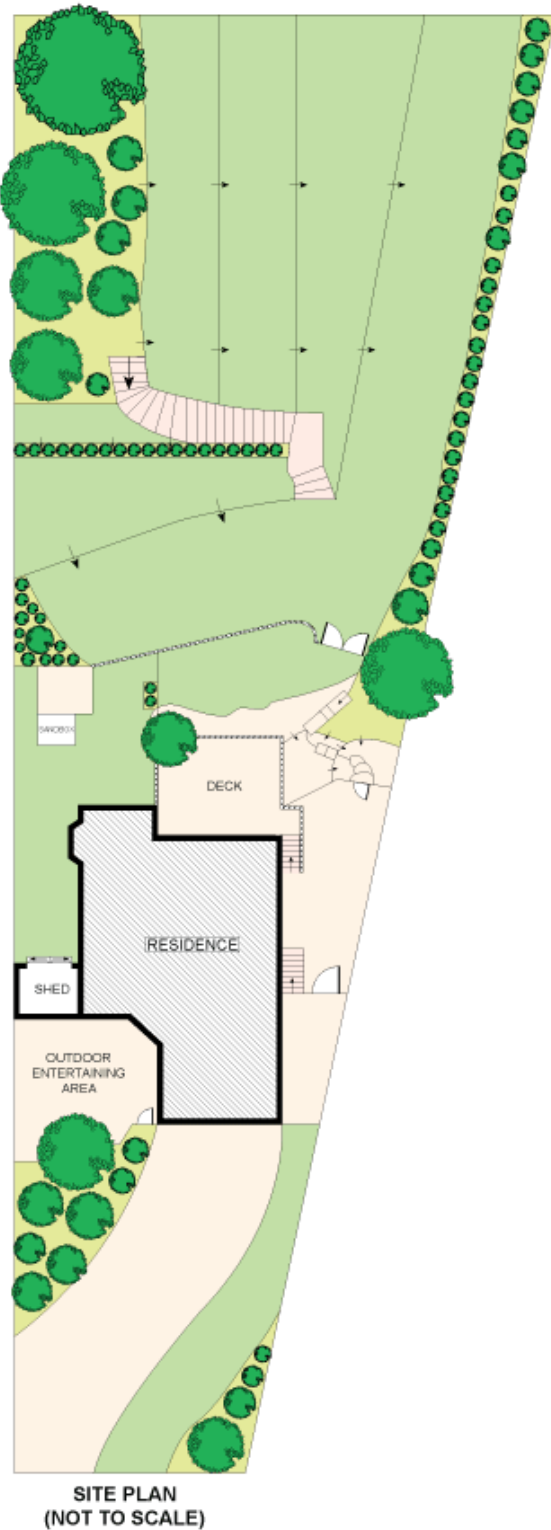 SANDBOX
DECK
RESIDENCE
SHED
OUTDOOR
ENTERTAINING
AREA
SITE PLAN
(NOT TO SCALE)